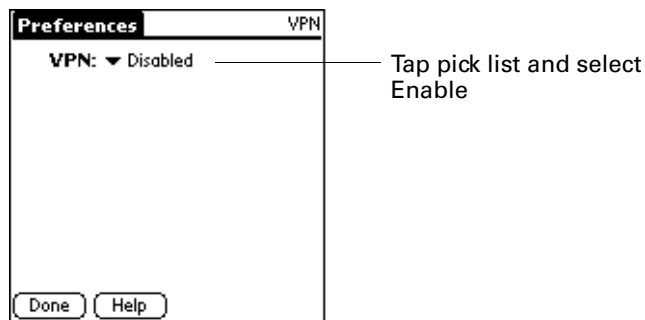 Preferences VPN
VPN: Disabled
Tap pick list and select
Enable
Done Help